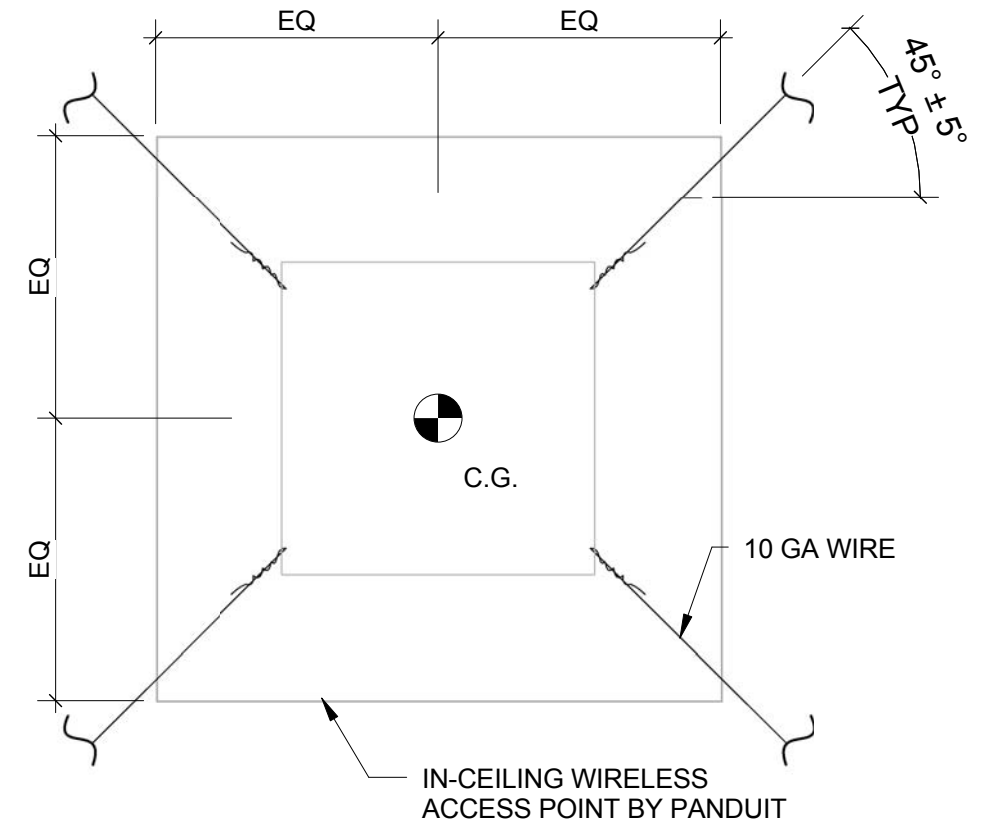 EQ
EQ
45° ± 5°
TYP
EQ
C.G.
EQ
10 GA WIRE
IN-CEILING WIRELESS
ACCESS POINT BY PANDUIT